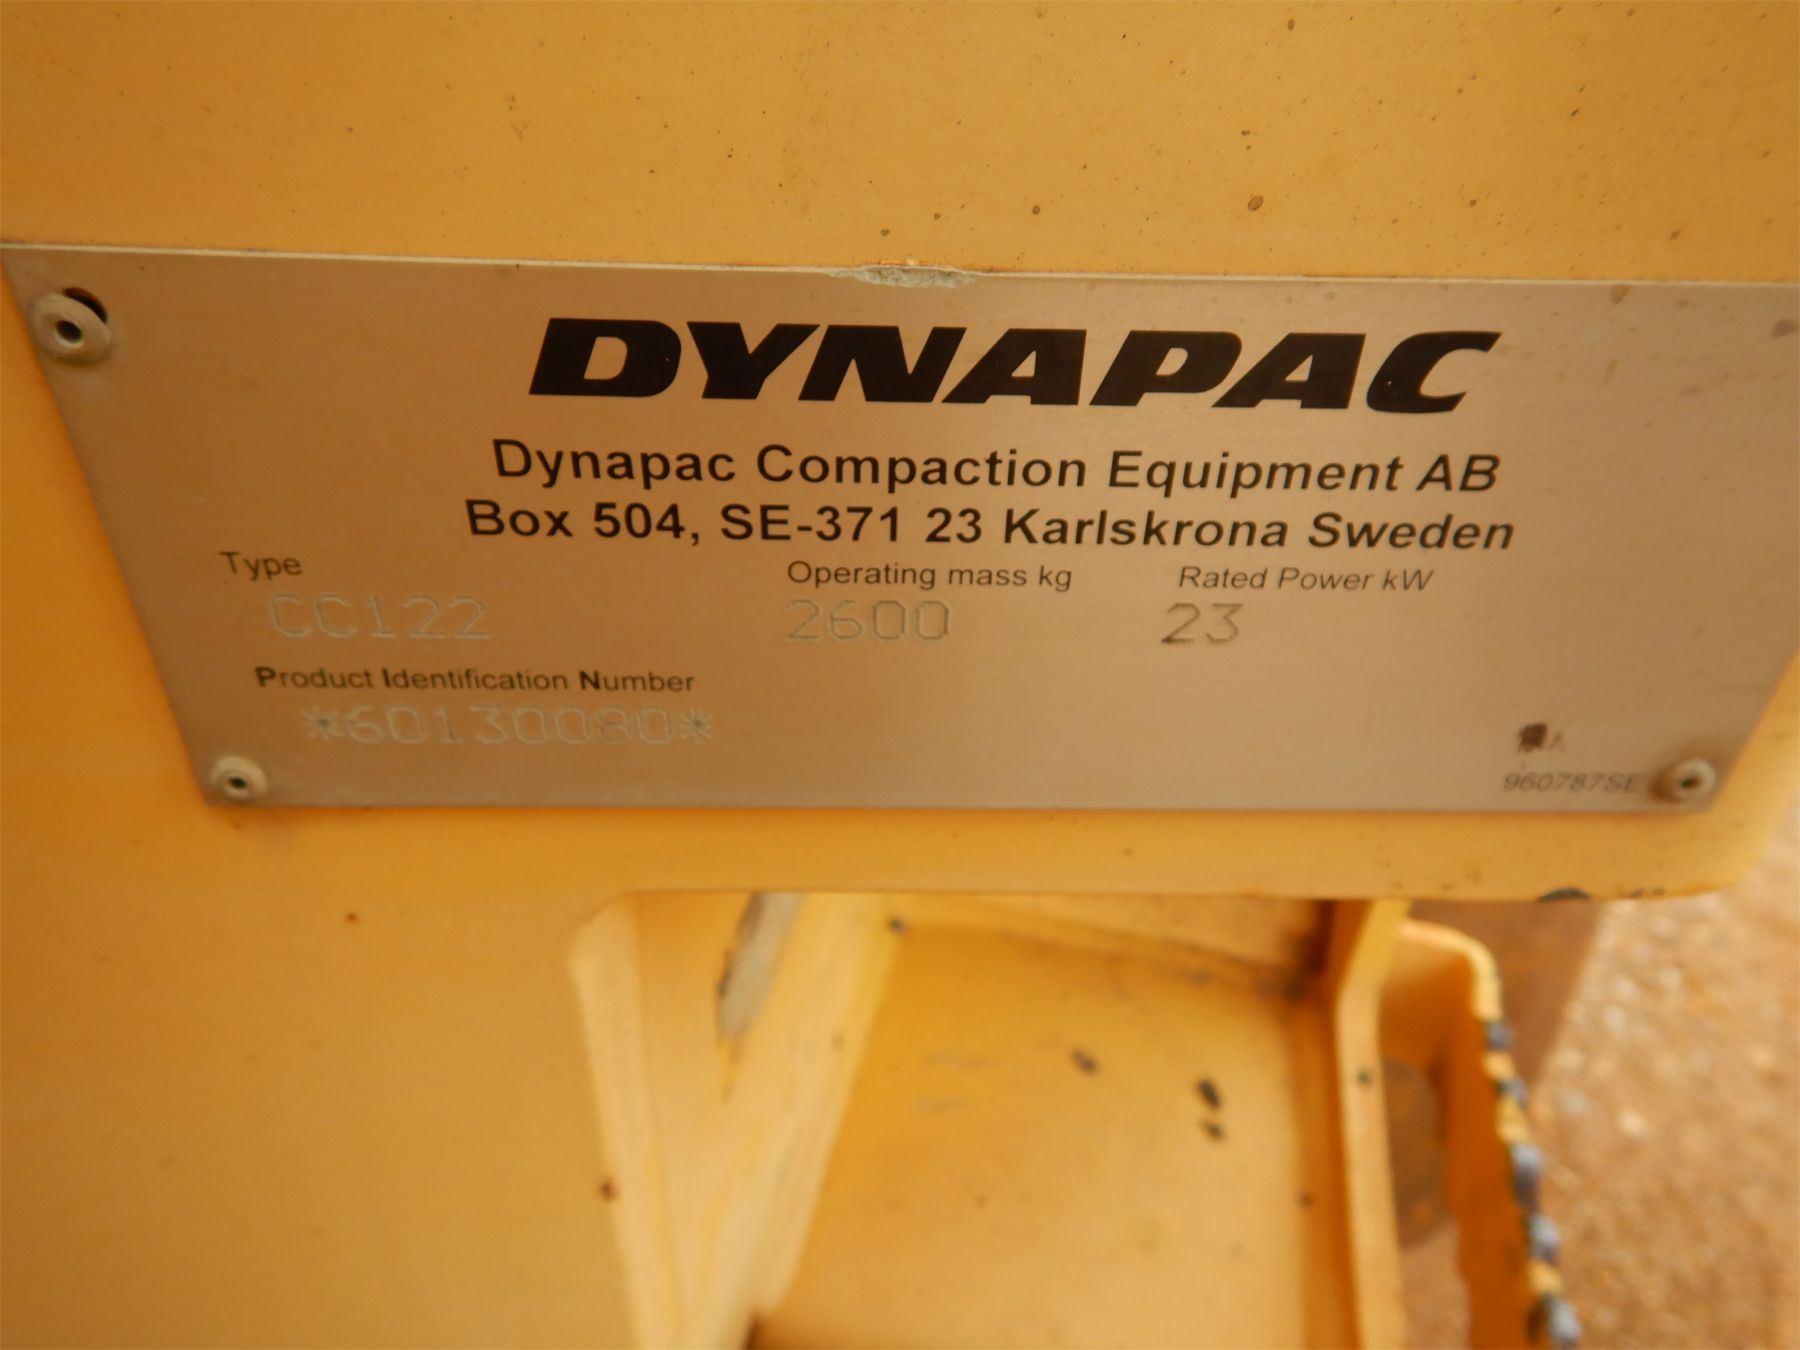 DYNAPAC
Dynapac Compaction Equipment AB
Box 504, SE-371 23 Karlskrona Sweden
Type Operating mass kg Rated Power kW
CC122 2600 23
Product Identification Number
*60130080*
960787SE